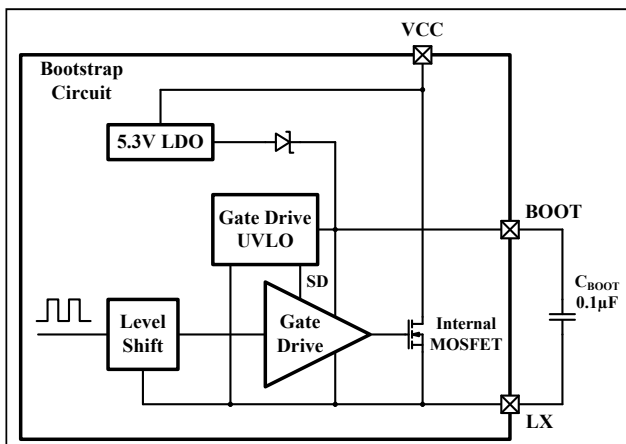 VCC
Bootstrap
Circuit
5.3V LDO
BOOT
Gate Drive
UVLO
SD
C_BOOT
0.1µF
Level
Shift
Gate
Drive
Internal
MOSFET
LX